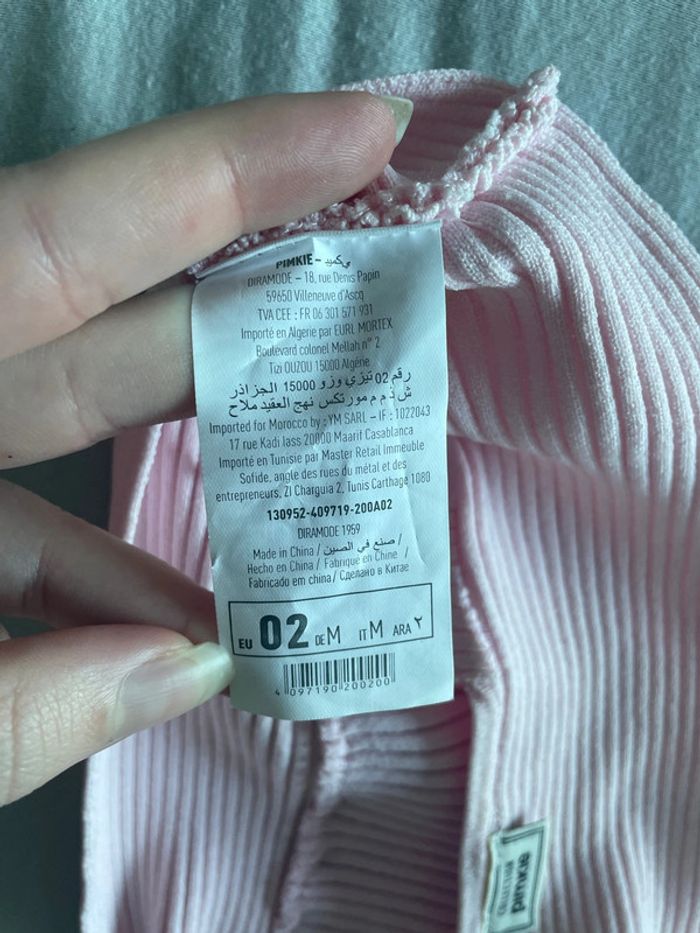 PIMKIE – بيمكي
DIRAMODE – 18, rue Denis Papin
59650 Villeneuve d'Ascq
TVA CEE : FR 06 301 571 931
Importé en Algerie par EURL MORTEX
Boulevard colonel Mellah n° 2
Tizi OUZOU 15000 Algérie
رقم 02 تيزي وزو 15000 الجزائر
ش ذ م م مورتكس نهج العقيد ملاح
Imported for Morocco by : YM SARL – IF : 1022043
17 rue Kadi Iass 20000 Maarif Casablanca
Importé en Tunisie par Master Retail Immeuble
Sofide, angle des rues du métal et des
entrepreneurs, ZI Charguia 2, Tunis Carthage 1080
130952-409719-200A02
DIRAMODE 1959
Made in China / صنع في الصين /
Hecho en China / Fabriqué en Chine /
Fabricado em china / Сделано в Китае
EU 02 DE M IT M ARA ٢
4 097190 200200
COLLECTION
pimkie